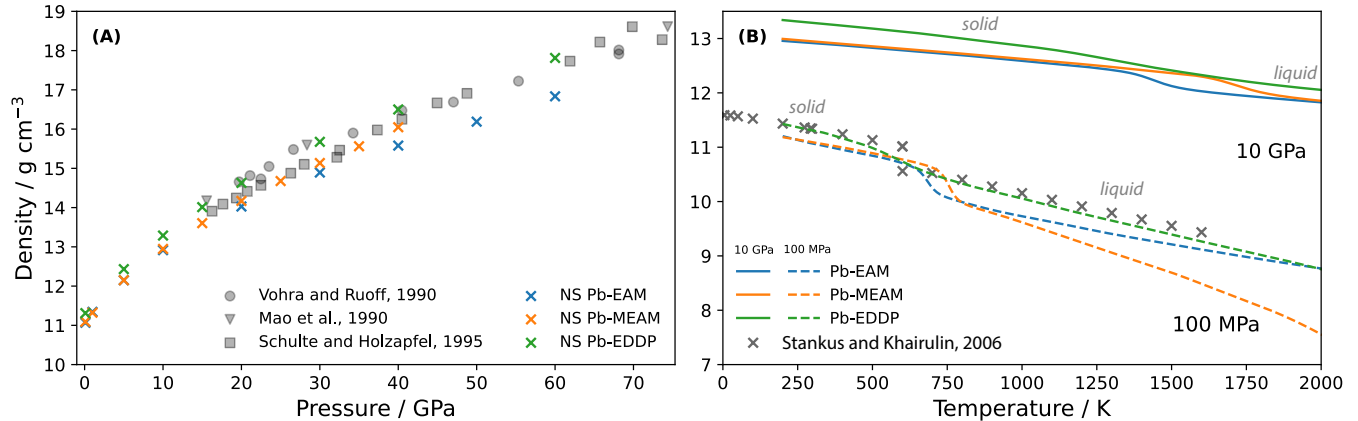 19
18
17
16
15
14
13
12
11
10
Density / g cm⁻³
(A)
Vohra and Ruoff, 1990
Mao et al., 1990
Schulte and Holzapfel, 1995
NS Pb-EAM
NS Pb-MEAM
NS Pb-EDDP
0 10 20 30 40 50 60 70
Pressure / GPa
13
12
11
10
9
8
7
(B)
solid
liquid
solid
10 GPa
liquid
10 GPa 100 MPa
Pb-EAM
Pb-MEAM
Pb-EDDP
100 MPa
Stankus and Khairulin, 2006
250 500 750 1000 1250 1500 1750 2000
Temperature / K